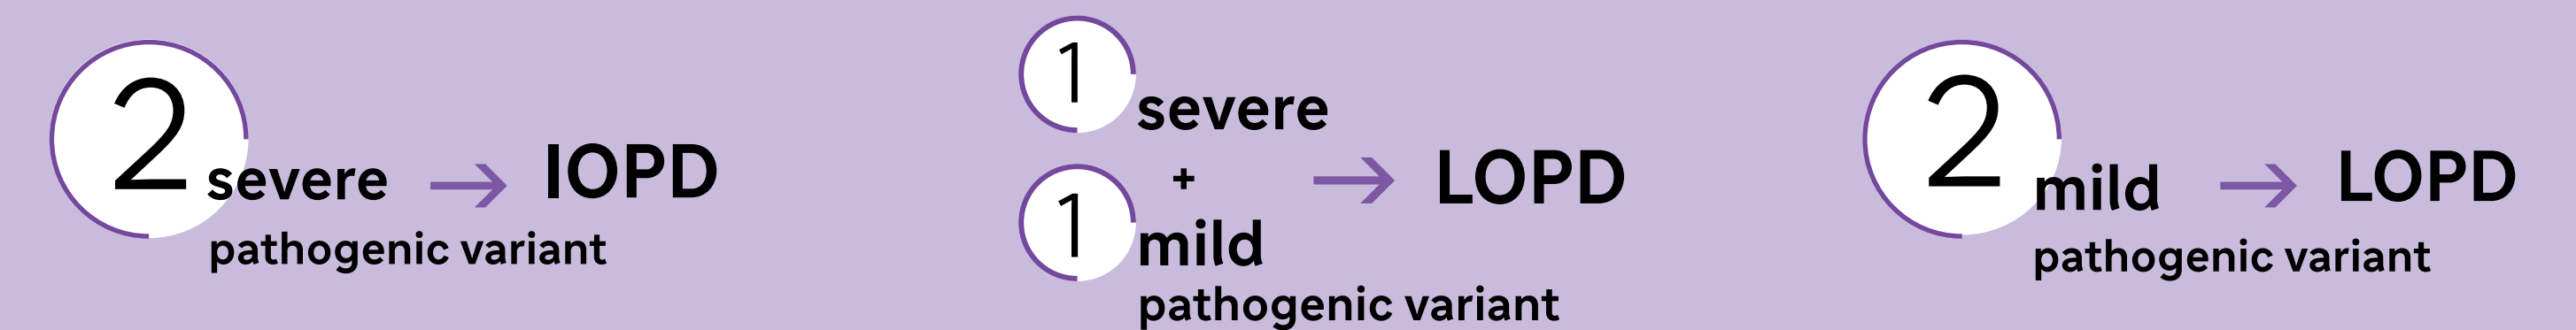 2 severe → IOPD
pathogenic variant
1 severe
+ → LOPD
1 mild
pathogenic variant
2 mild → LOPD
pathogenic variant